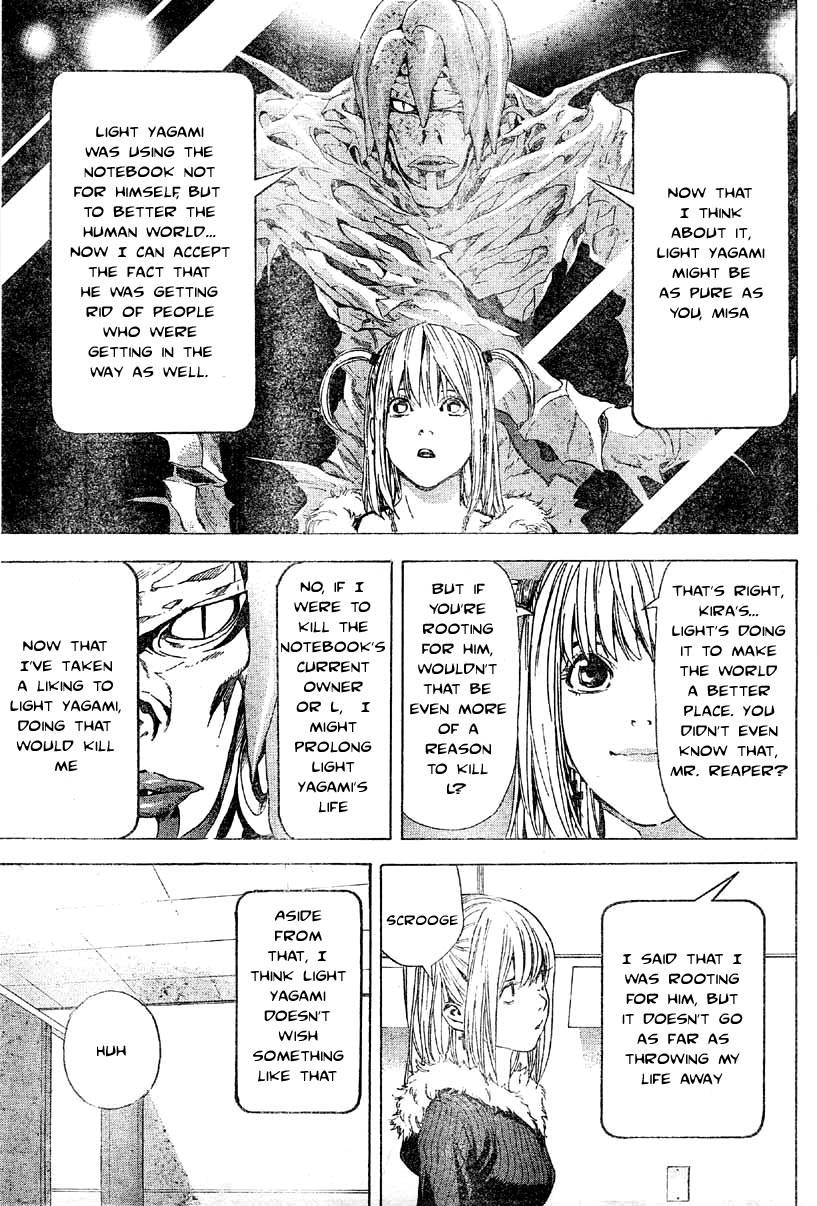 NOW THAT
I THINK
ABOUT IT,
LIGHT YAGAMI
MIGHT BE
AS PURE AS
YOU, MISA
LIGHT YAGAMI
WAS USING THE
NOTEBOOK NOT
FOR HIMSELF, BUT
TO BETTER THE
HUMAN WORLD...
NOW I CAN ACCEPT
THE FACT THAT
HE WAS GETTING
RID OF PEOPLE
WHO WERE
GETTING IN THE
WAY AS WELL.
THAT'S RIGHT,
KIRA'S...
LIGHT'S DOING
IT TO MAKE
THE WORLD
A BETTER
PLACE. YOU
DIDN'T EVEN
KNOW THAT,
MR. REAPER?
BUT IF
YOU'RE
ROOTING
FOR HIM,
WOULDN'T
THAT BE
EVEN MORE
OF A
REASON
TO KILL
L?
NO, IF I
WERE TO
KILL THE
NOTEBOOK'S
CURRENT
OWNER
OR L, I
MIGHT
PROLONG
LIGHT
YAGAMI'S
LIFE
NOW THAT
I'VE TAKEN
A LIKING TO
LIGHT YAGAMI,
DOING THAT
WOULD KILL
ME
I SAID THAT I
WAS ROOTING
FOR HIM, BUT
IT DOESN'T GO
AS FAR AS
THROWING MY
LIFE AWAY
SCROOGE
ASIDE
FROM
THAT, I
THINK LIGHT
YAGAMI
DOESN'T
WISH
SOMETHING
LIKE THAT
HUH